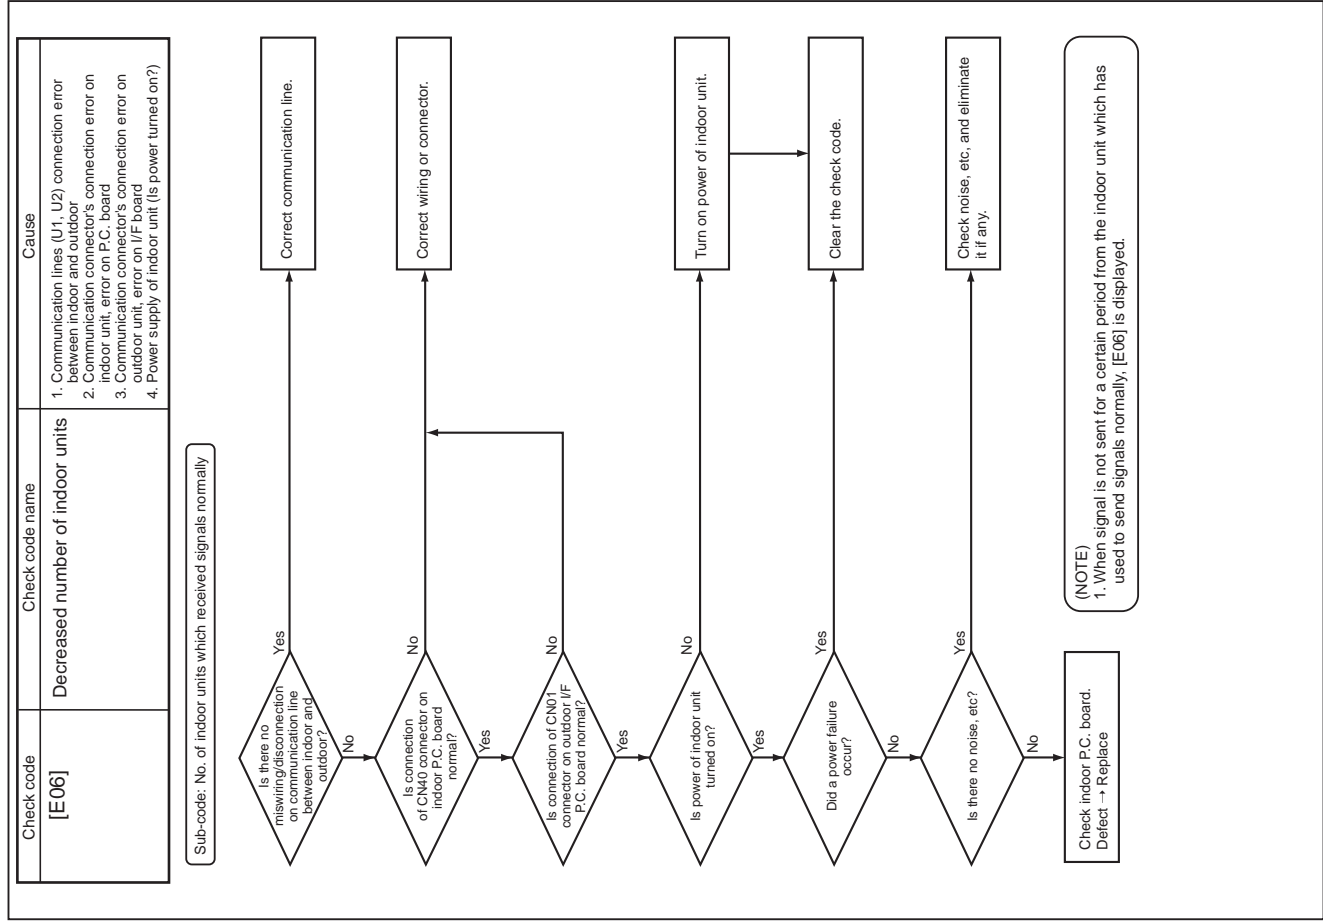 Check code
Check code name
Cause
[E06]
Decreased number of indoor units
1. Communication lines (U1, U2) connection error
between indoor and outdoor
2. Communication connector's connection error on
indoor unit, error on P.C. board
3. Communication connector's connection error on
outdoor unit, error on I/F board
4. Power supply of indoor unit (Is power turned on?)
Sub-code: No. of indoor units which received signals normally
Is there no
miswiring/disconnection
on communication line
between indoor and
outdoor?
Yes
Correct communication line.
No
Is connection
of CN40 connector on
indoor P.C. board
normal?
No
Correct wiring or connector.
Yes
Is connection of CN01
connector on outdoor I/F
P.C. board normal?
No
Yes
Is power of indoor unit
turned on?
No
Turn on power of indoor unit.
Yes
Did a power failure
occur?
Yes
Clear the check code.
No
Is there no noise, etc?
Yes
Check noise, etc, and eliminate
it if any.
No
Check indoor P.C. board.
Defect → Replace
(NOTE)
1. When signal is not sent for a certain period from the indoor unit which has
used to send signals normally, [E06] is displayed.